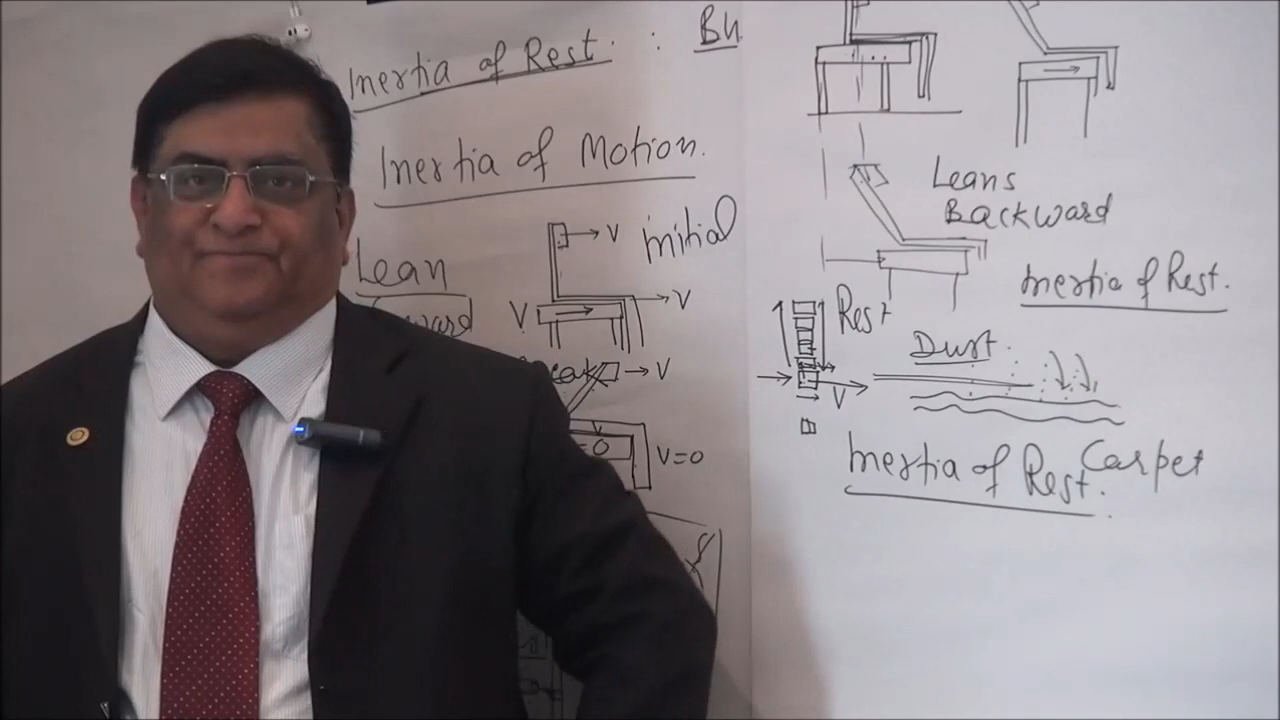 Inertia of Rest :
Inertia of Motion.
Lean
V
initial
V
V
V
V=0
Leans
Backward
Inertia of Rest.
Rest
Dust
V
Carpet
Inertia of Rest.